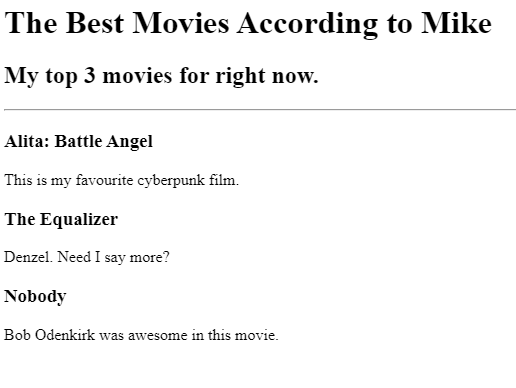 The Best Movies According to Mike
My top 3 movies for right now.
Alita: Battle Angel
This is my favourite cyberpunk film.
The Equalizer
Denzel. Need I say more?
Nobody
Bob Odenkirk was awesome in this movie.